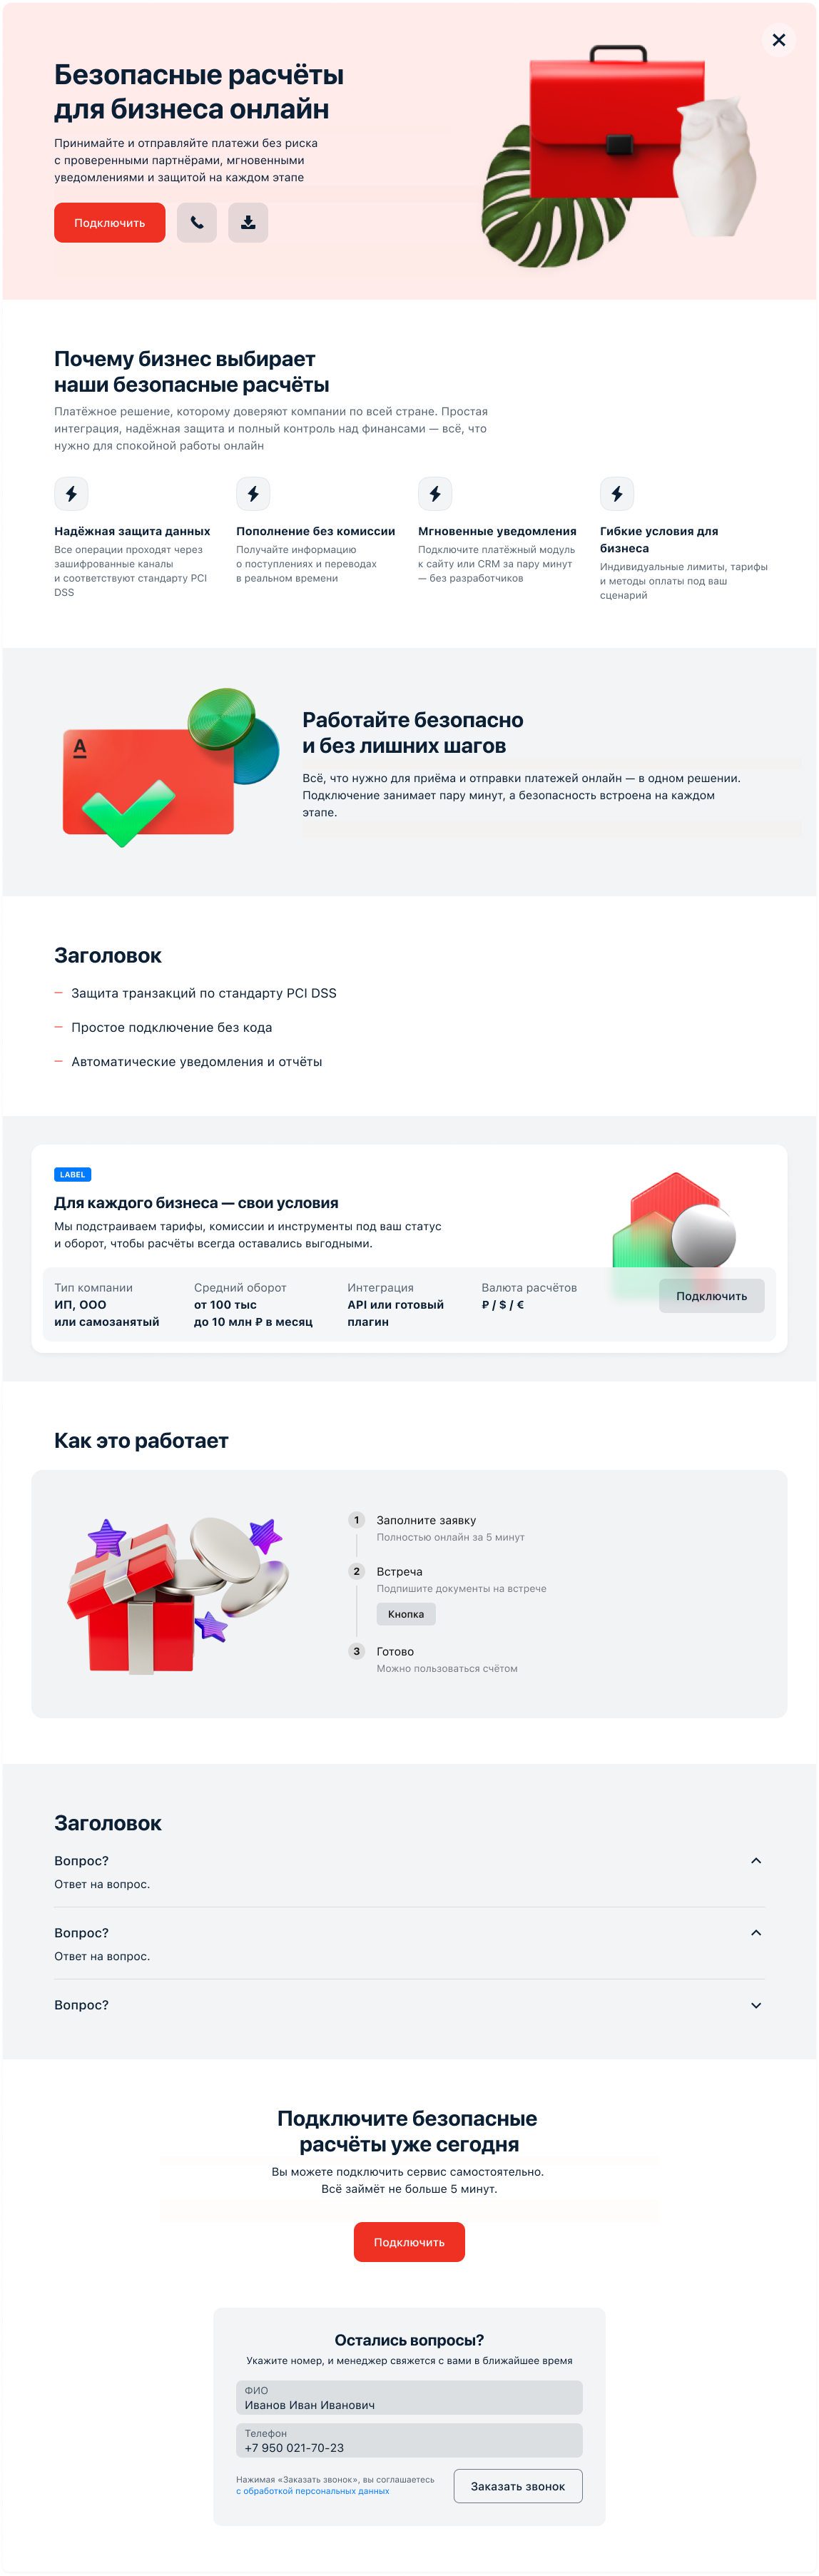 Безопасные расчёты
для бизнеса онлайн
Принимайте и отправляйте платежи без риска
с проверенными партнёрами, мгновенными
уведомлениями и защитой на каждом этапе
Подключить
Почему бизнес выбирает
наши безопасные расчёты
Платёжное решение, которому доверяют компании по всей стране. Простая
интеграция, надёжная защита и полный контроль над финансами — всё, что
нужно для спокойной работы онлайн
Надёжная защита данных
Все операции проходят через
зашифрованные каналы
и соответствуют стандарту PCI
DSS
Пополнение без комиссии
Получайте информацию
о поступлениях и переводах
в реальном времени
Мгновенные уведомления
Подключите платёжный модуль
к сайту или CRM за пару минут
— без разработчиков
Гибкие условия для
бизнеса
Индивидуальные лимиты, тарифы
и методы оплаты под ваш
сценарий
А
Работайте безопасно
и без лишних шагов
Всё, что нужно для приёма и отправки платежей онлайн — в одном решении.
Подключение занимает пару минут, а безопасность встроена на каждом
этапе.
Заголовок
— Защита транзакций по стандарту PCI DSS
— Простое подключение без кода
— Автоматические уведомления и отчёты
LABEL
Для каждого бизнеса — свои условия
Мы подстраиваем тарифы, комиссии и инструменты под ваш статус
и оборот, чтобы расчёты всегда оставались выгодными.
Тип компании
ИП, ООО
или самозанятый
Средний оборот
от 100 тыс
до 10 млн ₽ в месяц
Интеграция
API или готовый
плагин
Валюта расчётов
₽ / $ / €
Подключить
Как это работает
1 Заполните заявку
Полностью онлайн за 5 минут
2 Встреча
Подпишите документы на встрече
Кнопка
3 Готово
Можно пользоваться счётом
Заголовок
Вопрос?
Ответ на вопрос.
Вопрос?
Ответ на вопрос.
Вопрос?
Подключите безопасные
расчёты уже сегодня
Вы можете подключить сервис самостоятельно.
Всё займёт не больше 5 минут.
Подключить
Остались вопросы?
Укажите номер, и менеджер свяжется с вами в ближайшее время
ФИО
Иванов Иван Иванович
Телефон
+7 950 021-70-23
Нажимая «Заказать звонок», вы соглашаетесь
с обработкой персональных данных
Заказать звонок